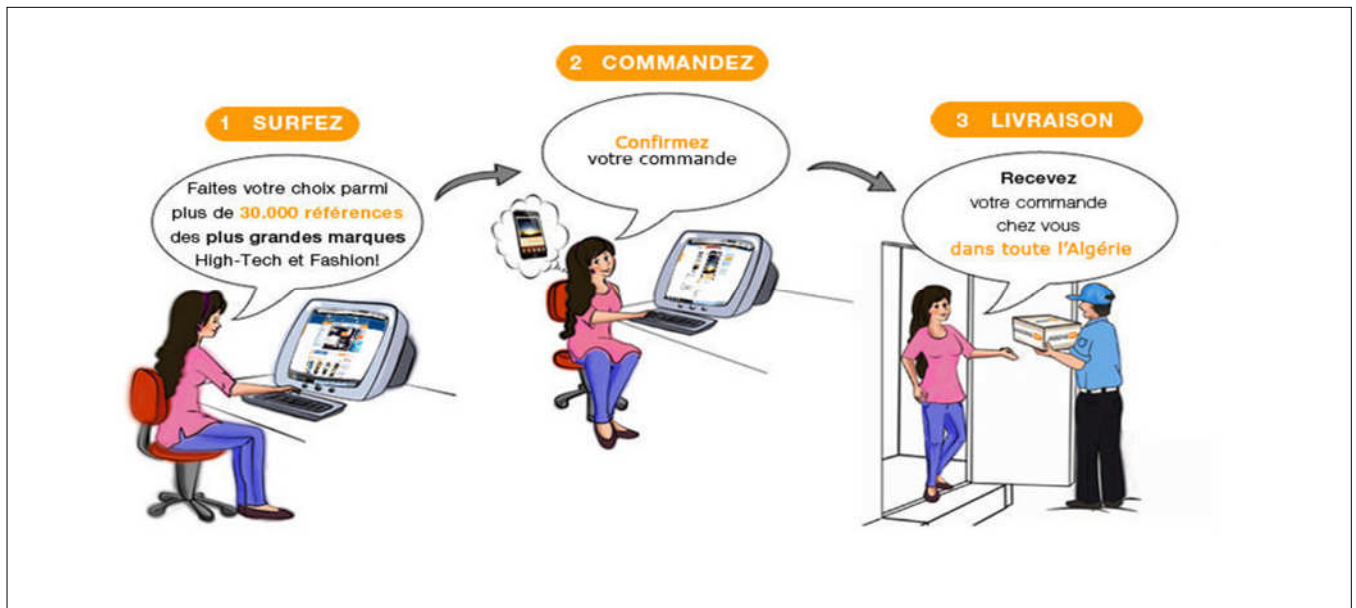 1 SURFEZ
Faites votre choix parmi
plus de 30.000 références
des plus grandes marques
High-Tech et Fashion!
2 COMMANDEZ
Confirmez
votre commande
3 LIVRAISON
Recevez
votre commande
chez vous
dans toute l'Algérie